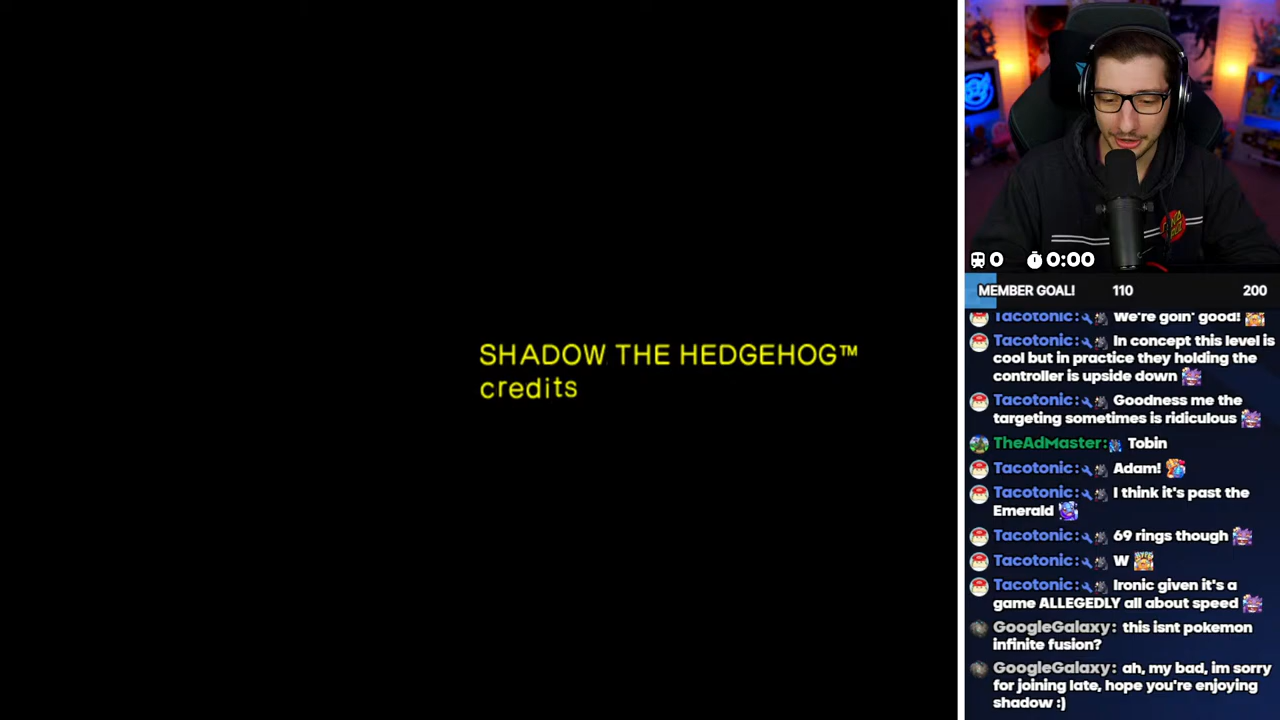 SHADOW THE HEDGEHOG™
credits
0 0:00
MEMBER GOAL! 110 200
Tacotonic: We're goin' good!
Tacotonic: In concept this level is
cool but in practice they holding the
controller is upside down
Tacotonic: Goodness me the
targeting sometimes is ridiculous
TheAdMaster: Tobin
Tacotonic: Adam!
Tacotonic: I think it's past the
Emerald
Tacotonic: 69 rings though
Tacotonic: W
Tacotonic: Ironic given it's a
game ALLEGEDLY all about speed
GoogleGalaxy: this isnt pokemon
infinite fusion?
GoogleGalaxy: ah, my bad, im sorry
for joining late, hope you're enjoying
shadow :)